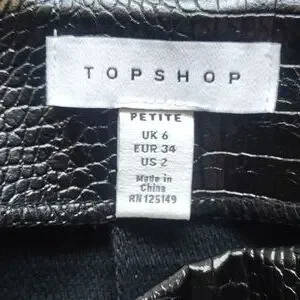 TOPSHOP
PETITE
UK 6
EUR 34
US 2
Made in
China
RN 125149